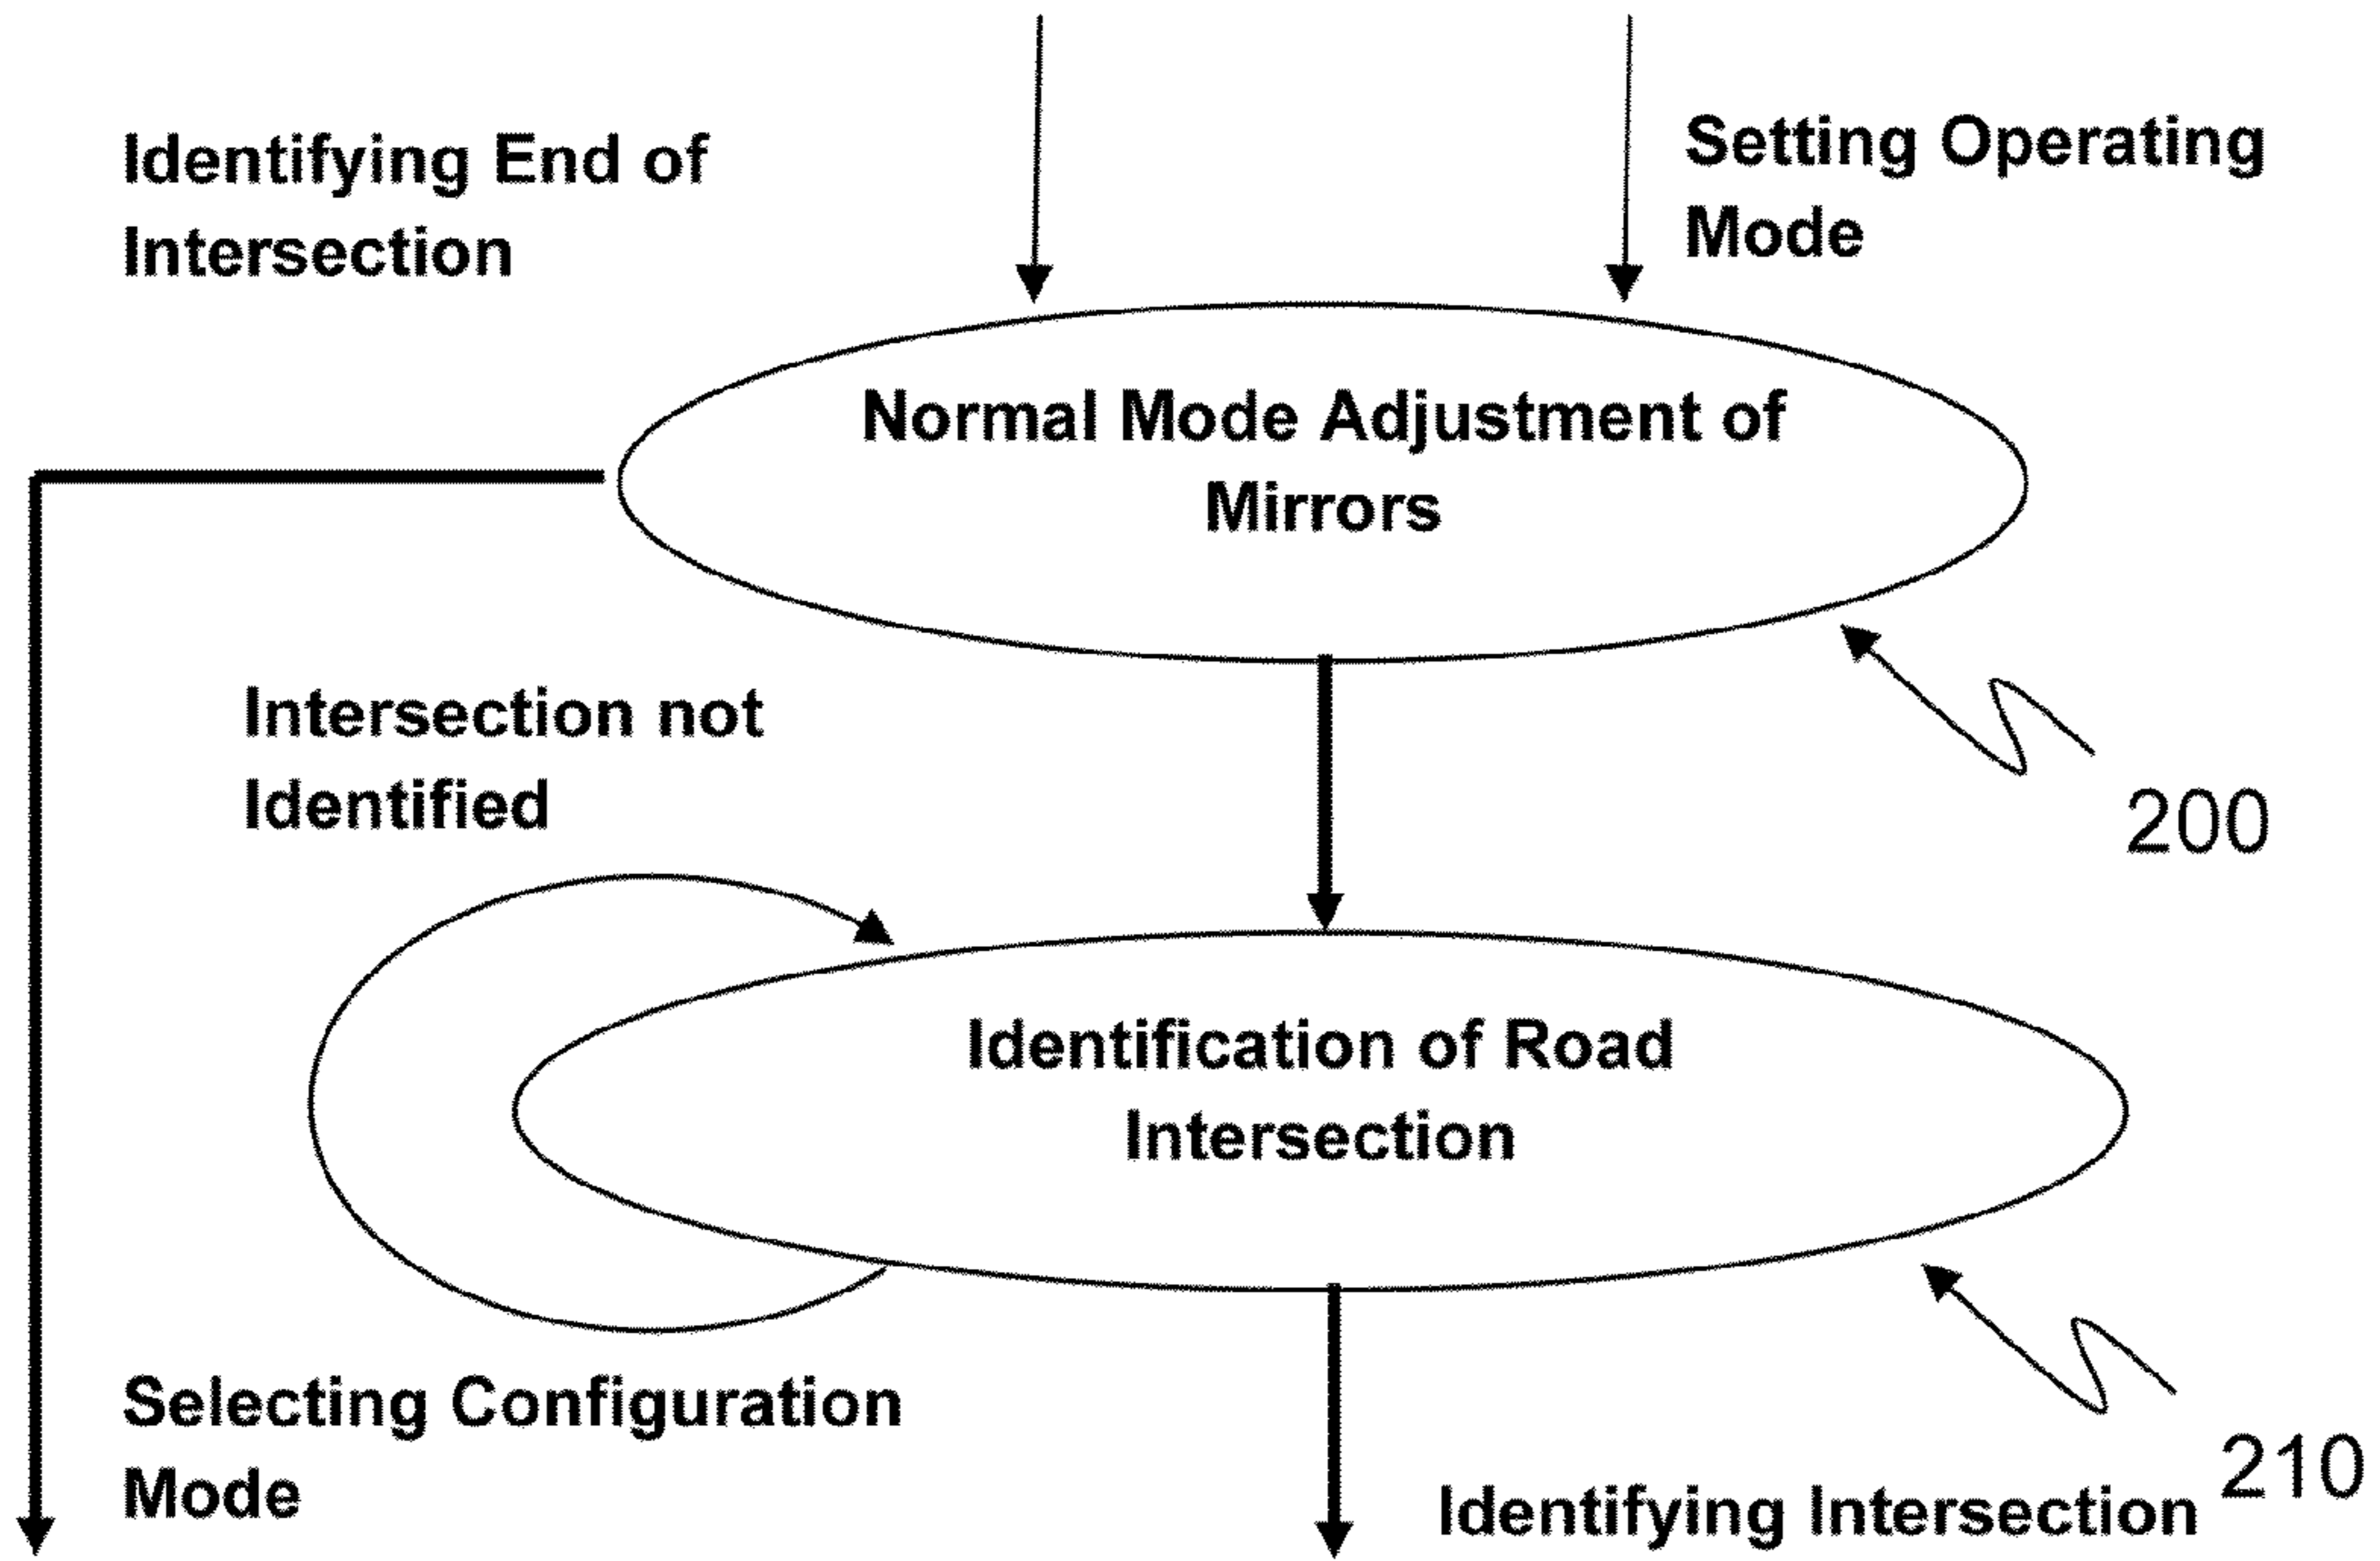 Identifying End of
Intersection
Setting Operating
Mode
Normal Mode Adjustment of
Mirrors
Intersection not
Identified
200
Identification of Road
Intersection
Selecting Configuration
Mode
210
Identifying Intersection